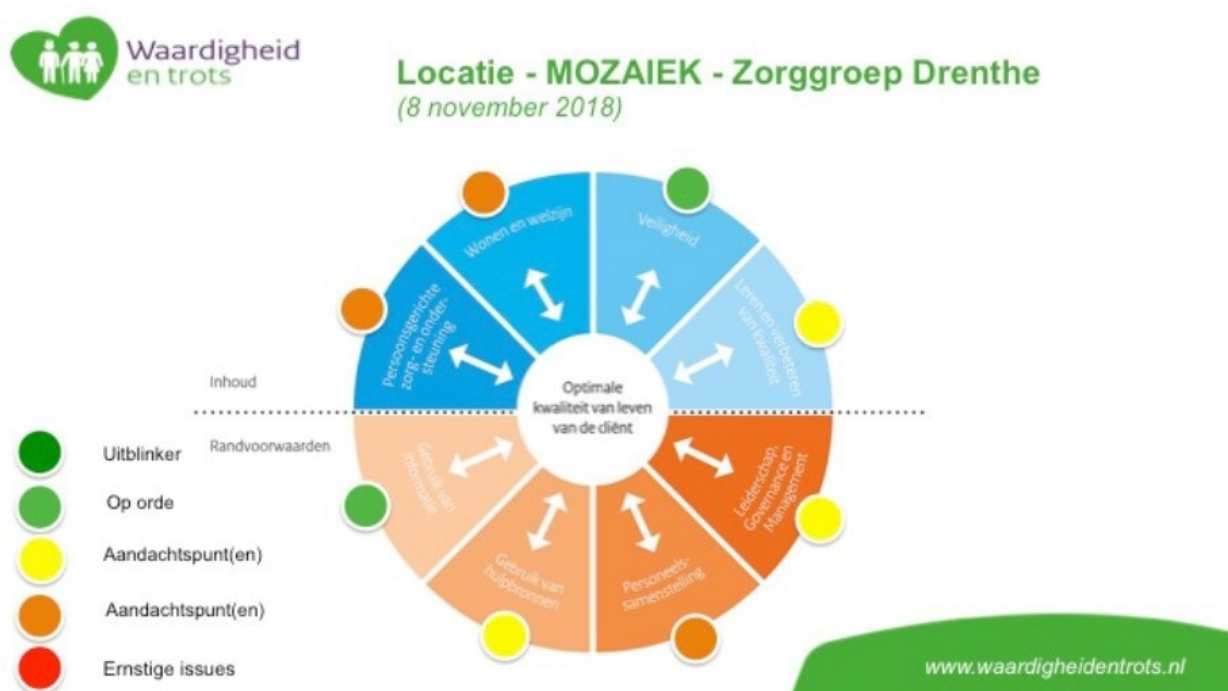 Waardigheid
en trots
Locatie - MOZAIEK - Zorggroep Drenthe
(8 november 2018)
Wonen en welzijn
Veiligheid
Persoonsgerichte
zorg- en onder-
steuning
Leren en verbeteren
van kwaliteit
Inhoud
Optimale
kwaliteit van leven
van de cliënt
Randvoorwaarden
Gebruik van
informatie
Leiderschap,
Governance en
Management
Gebruik van
hulpbronnen
Personeels-
samenstelling
Uitblinker
Op orde
Aandachtspunt(en)
Aandachtspunt(en)
Ernstige issues
www.waardigheidentrots.nl